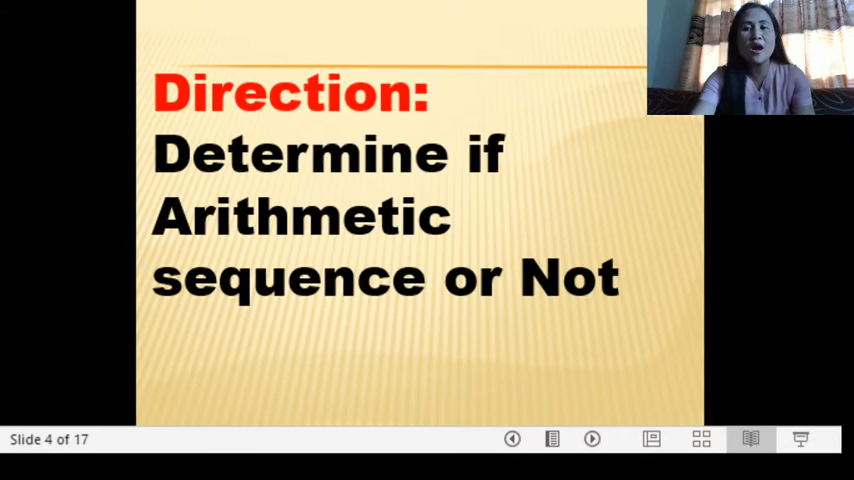 Direction:
Determine if
Arithmetic
sequence or Not
Slide 4 of 17